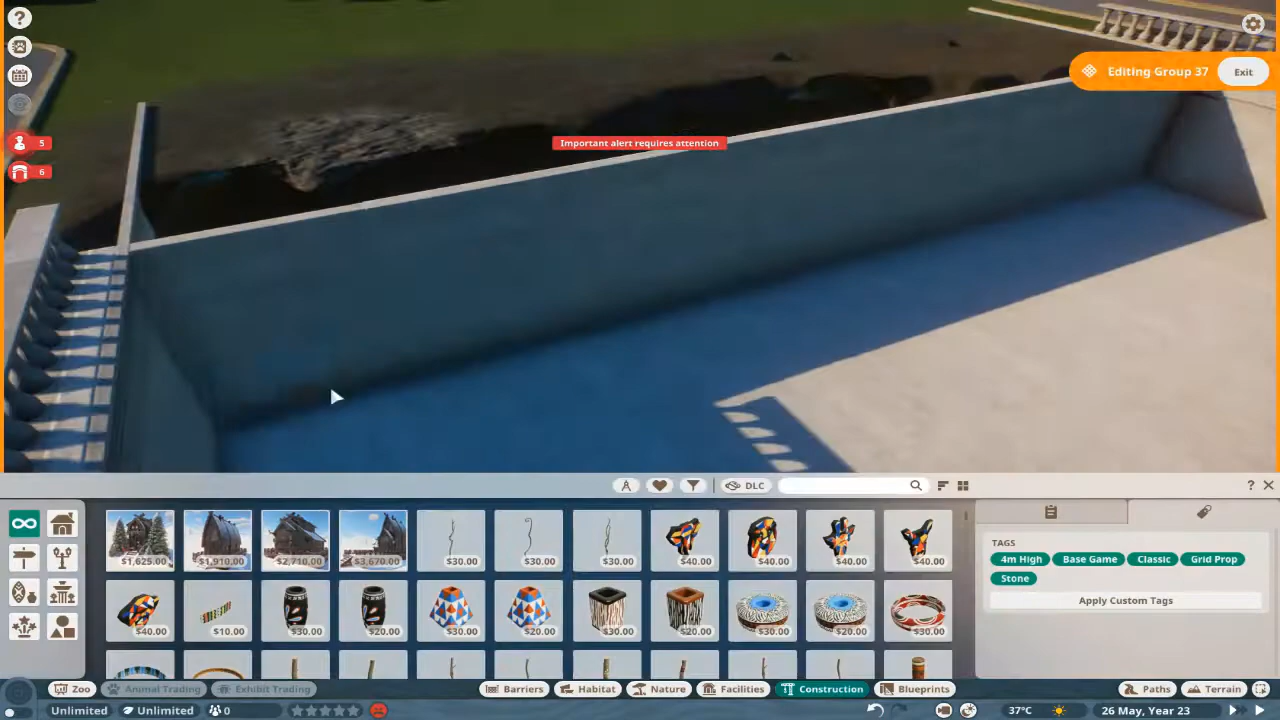 ?
Editing Group 37
Exit
5
Important alert requires attention
6
DLC
?
$1,625.00
$1,910.00
$2,710.00
$3,670.00
$30.00
$30.00
$30.00
$40.00
$40.00
$40.00
$40.00
TAGS
4m High
Base Game
Classic
Grid Prop
Stone
Apply Custom Tags
$40.00
$10.00
$30.00
$20.00
$30.00
$20.00
$30.00
$20.00
$30.00
$20.00
$30.00
Zoo
Animal Trading
Exhibit Trading
Barriers
Habitat
Nature
Facilities
Construction
Blueprints
Paths
Terrain
Unlimited
Unlimited
0
37°C
26 May, Year 23